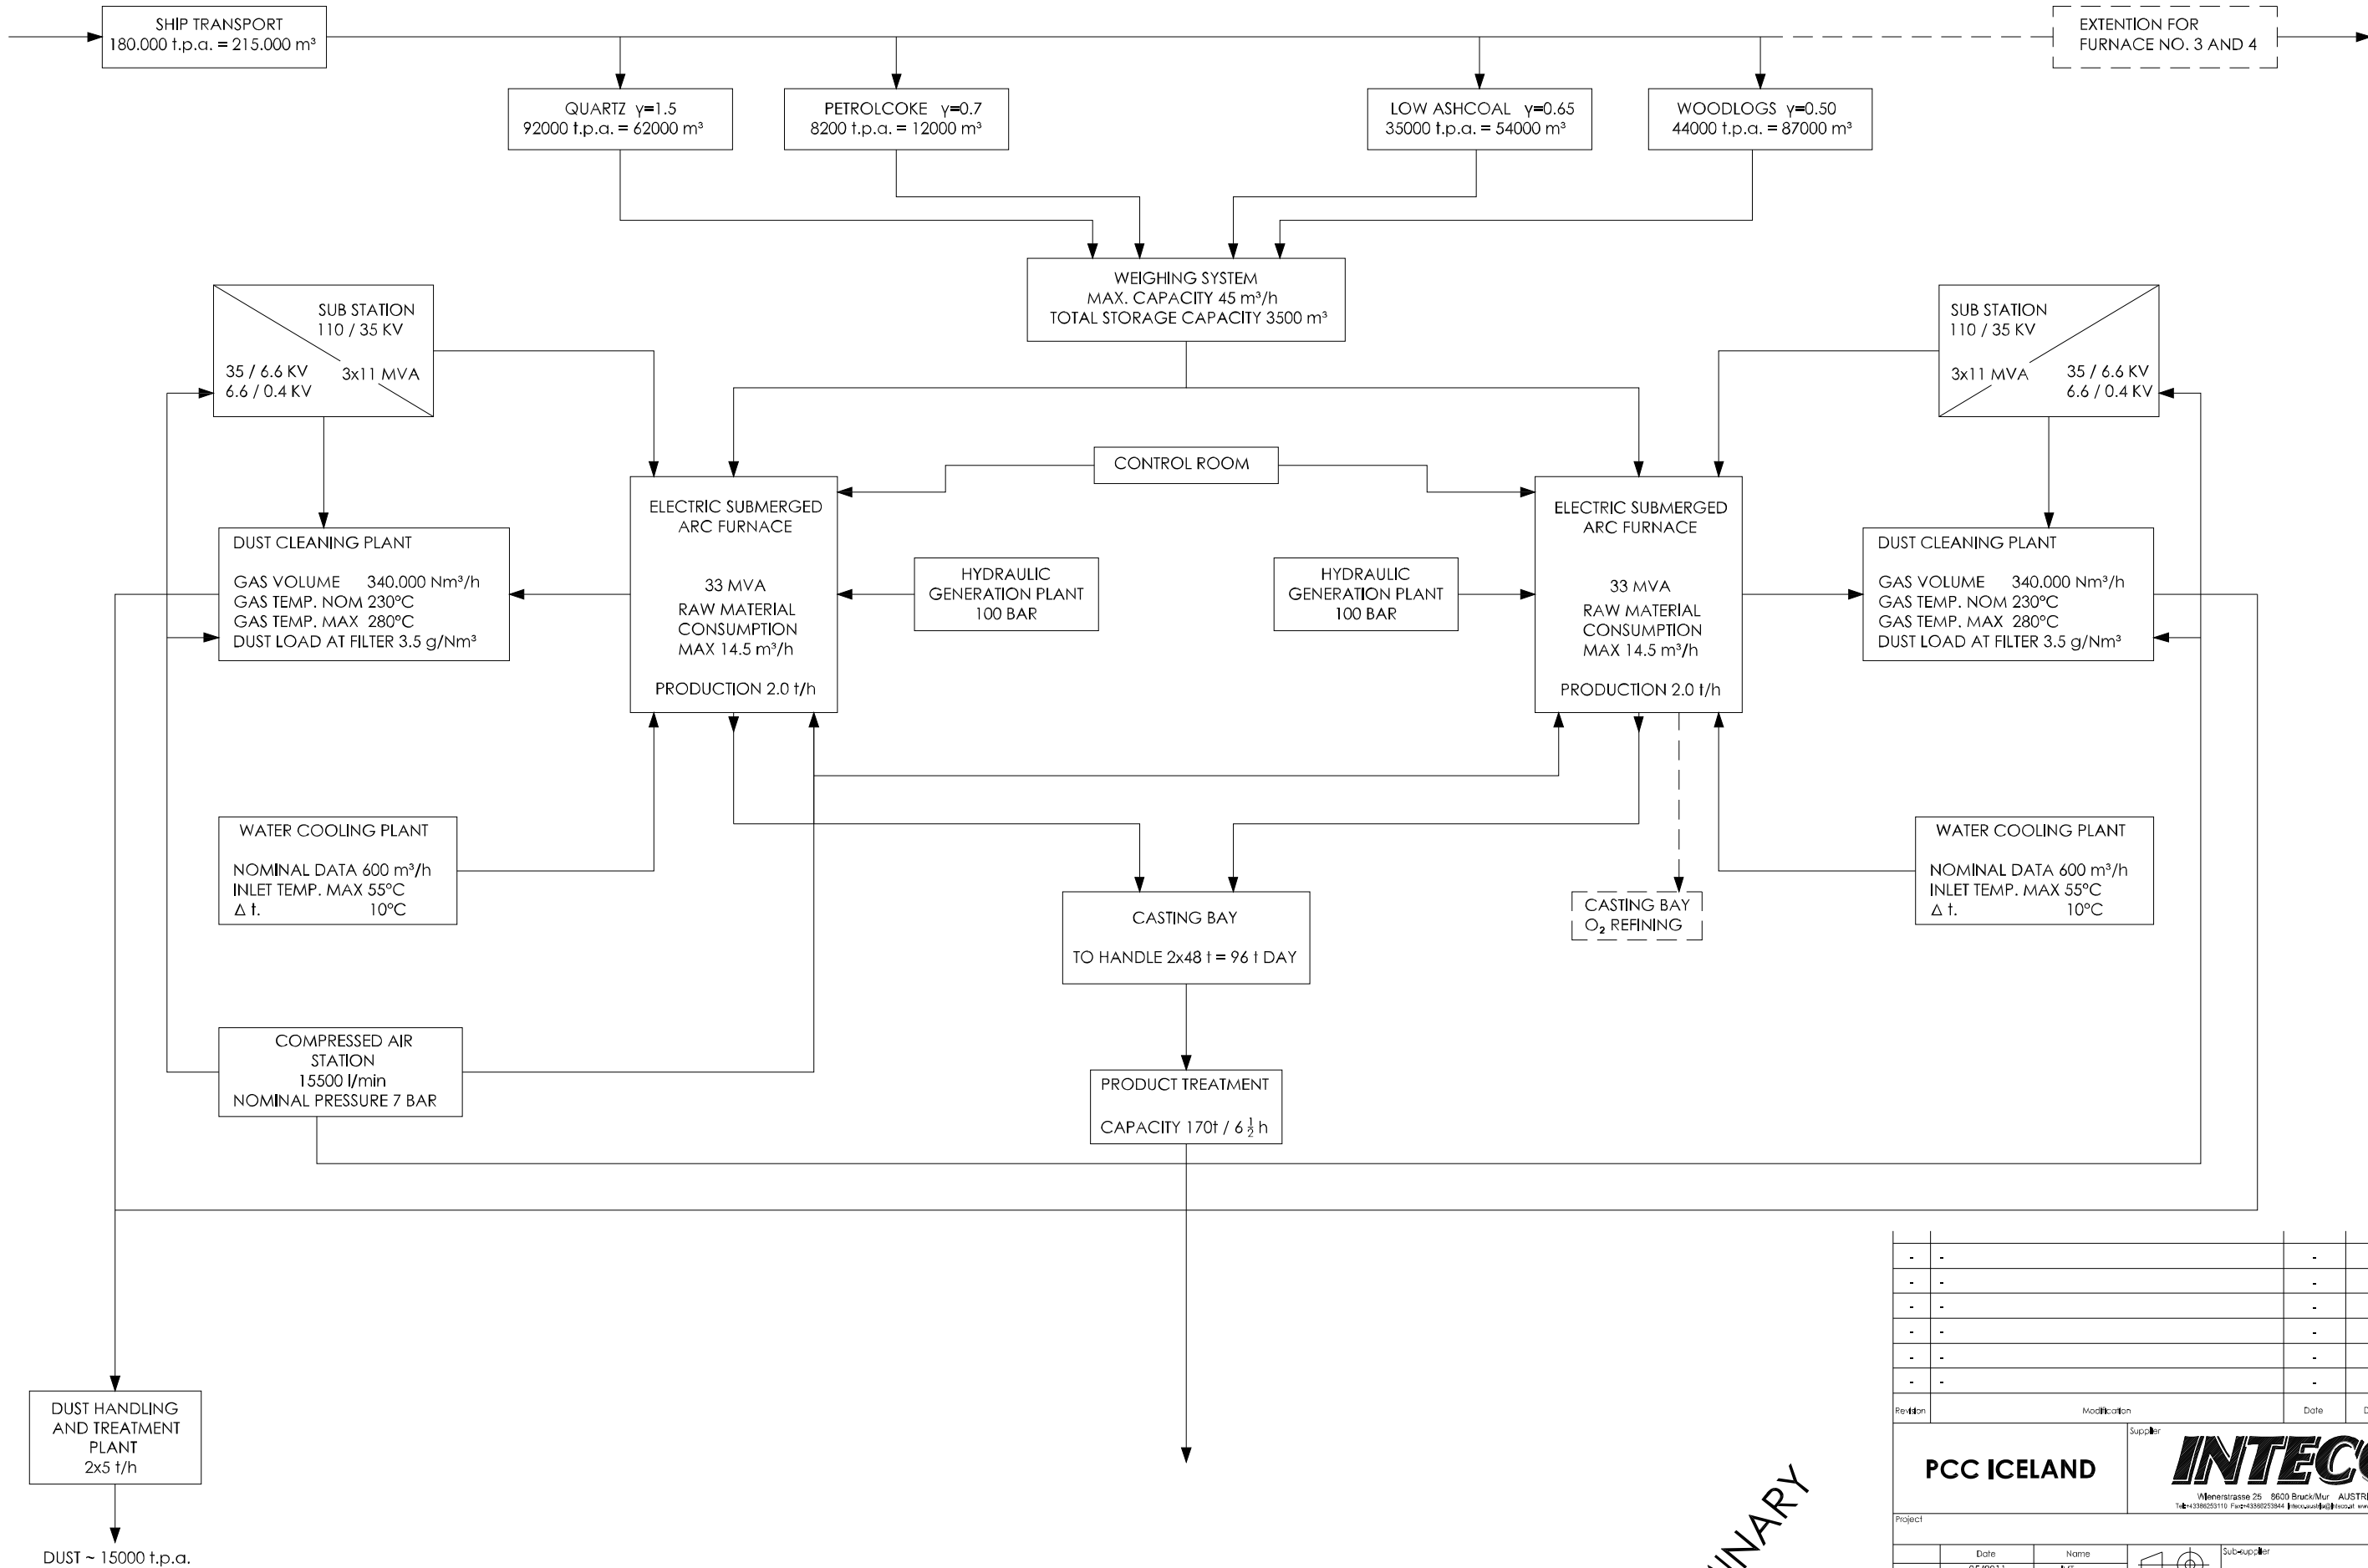 SHIP TRANSPORT
180.000 t.p.a. = 215.000 m³
EXTENTION FOR
FURNACE NO. 3 AND 4
QUARTZ γ=1.5
92000 t.p.a. = 62000 m³
PETROLCOKE γ=0.7
8200 t.p.a. = 12000 m³
LOW ASHCOAL γ=0.65
35000 t.p.a. = 54000 m³
WOODLOGS γ=0.50
44000 t.p.a. = 87000 m³
WEIGHING SYSTEM
MAX. CAPACITY 45 m³/h
TOTAL STORAGE CAPACITY 3500 m³
SUB STATION
110 / 35 KV
35 / 6.6 KV 3x11 MVA
6.6 / 0.4 KV
SUB STATION
110 / 35 KV
3x11 MVA 35 / 6.6 KV
6.6 / 0.4 KV
CONTROL ROOM
DUST CLEANING PLANT
GAS VOLUME 340.000 Nm³/h
GAS TEMP. NOM 230°C
GAS TEMP. MAX 280°C
DUST LOAD AT FILTER 3.5 g/Nm³
ELECTRIC SUBMERGED
ARC FURNACE
33 MVA
RAW MATERIAL
CONSUMPTION
MAX 14.5 m³/h
PRODUCTION 2.0 t/h
HYDRAULIC
GENERATION PLANT
100 BAR
HYDRAULIC
GENERATION PLANT
100 BAR
ELECTRIC SUBMERGED
ARC FURNACE
33 MVA
RAW MATERIAL
CONSUMPTION
MAX 14.5 m³/h
PRODUCTION 2.0 t/h
DUST CLEANING PLANT
GAS VOLUME 340.000 Nm³/h
GAS TEMP. NOM 230°C
GAS TEMP. MAX 280°C
DUST LOAD AT FILTER 3.5 g/Nm³
WATER COOLING PLANT
NOMINAL DATA 600 m³/h
INLET TEMP. MAX 55°C
Δ t. 10°C
CASTING BAY
TO HANDLE 2x48 t = 96 t DAY
CASTING BAY
O₂ REFINING
WATER COOLING PLANT
NOMINAL DATA 600 m³/h
INLET TEMP. MAX 55°C
Δ t. 10°C
COMPRESSED AIR
STATION
15500 l/min
NOMINAL PRESSURE 7 BAR
PRODUCT TREATMENT
CAPACITY 170t / 6 ½ h
DUST HANDLING
AND TREATMENT
PLANT
2x5 t/h
DUST ~ 15000 t.p.a.
- - -
- - -
- - -
- - -
- - -
- - -
Revision Modification Date
Supplier
PCC ICELAND
INTECO
Wienerstrasse 25 8600 Bruck/Mur
Project
Date Name
Sub-supplier